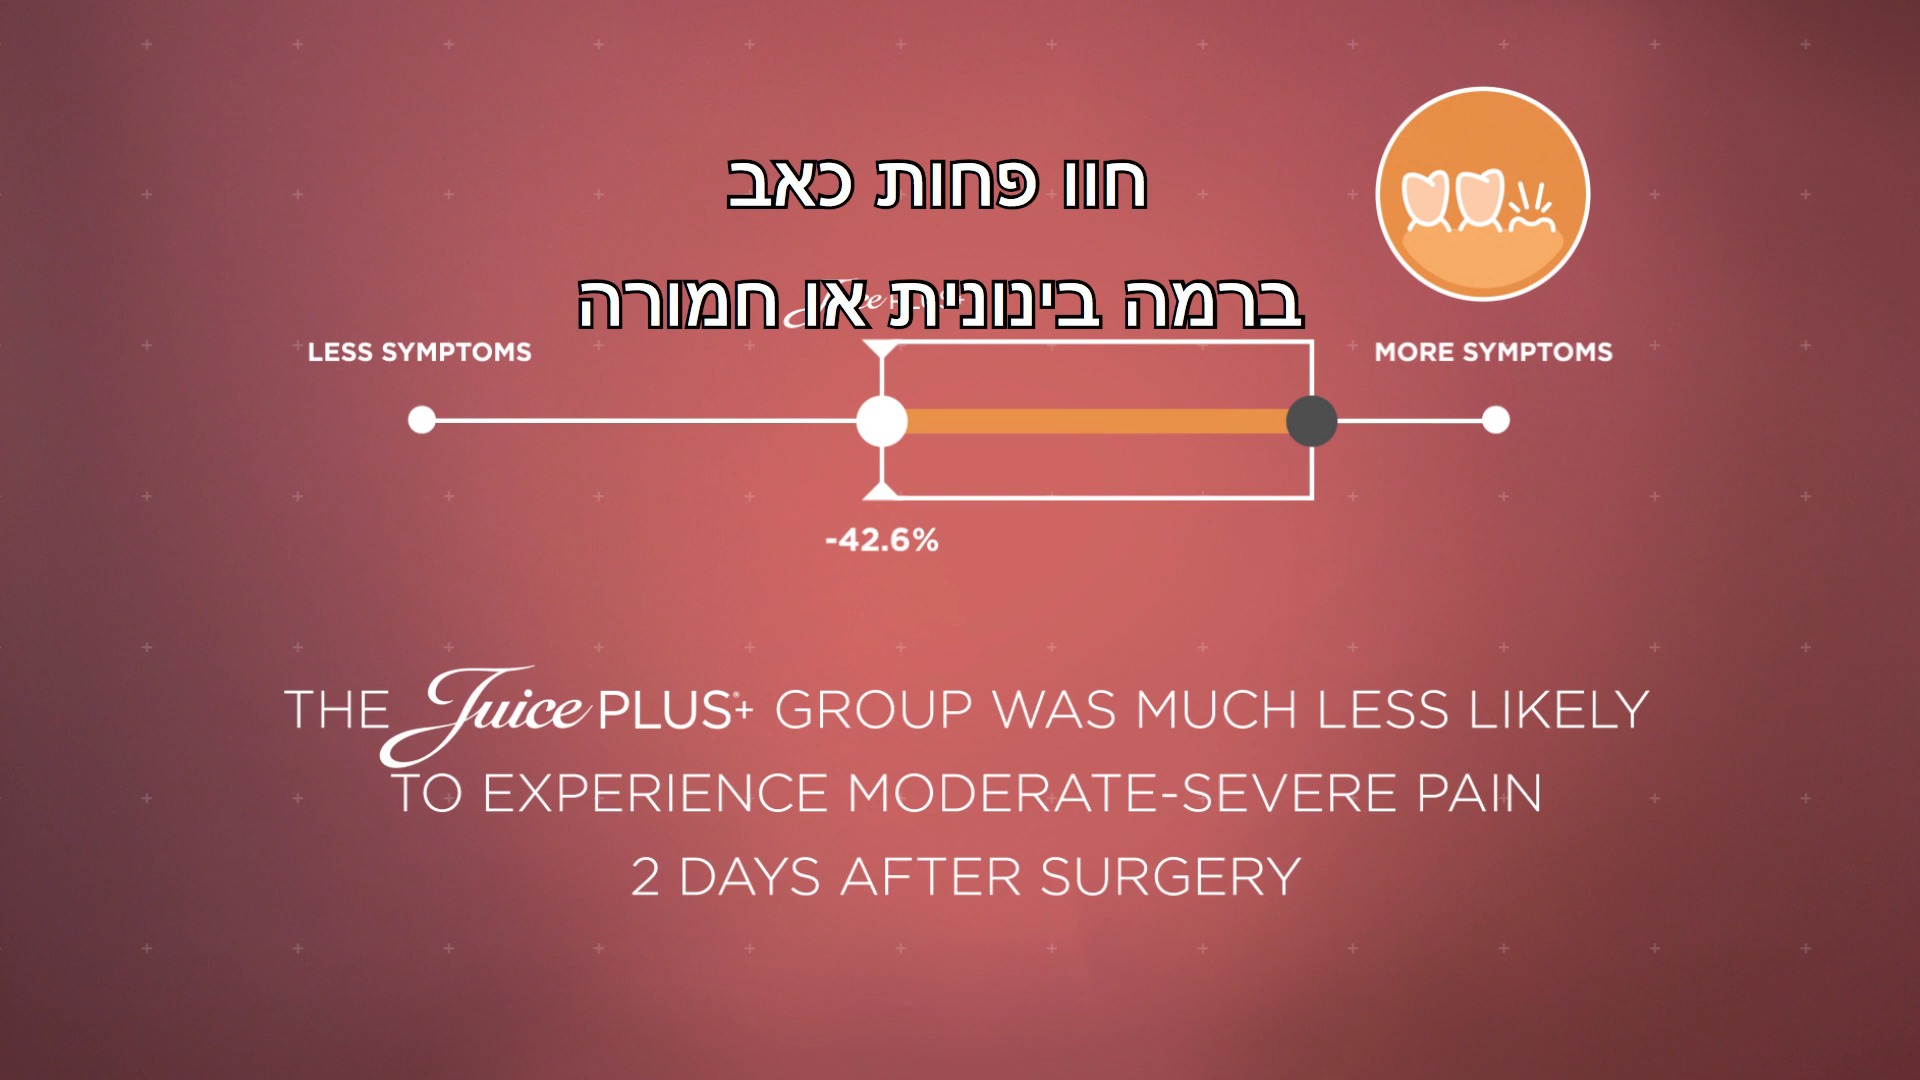 חוו פחות כאב
ברמה בינונית או חמורה
LESS SYMPTOMS
MORE SYMPTOMS
-42.6%
THE Juice PLUS+ GROUP WAS MUCH LESS LIKELY
TO EXPERIENCE MODERATE-SEVERE PAIN
2 DAYS AFTER SURGERY